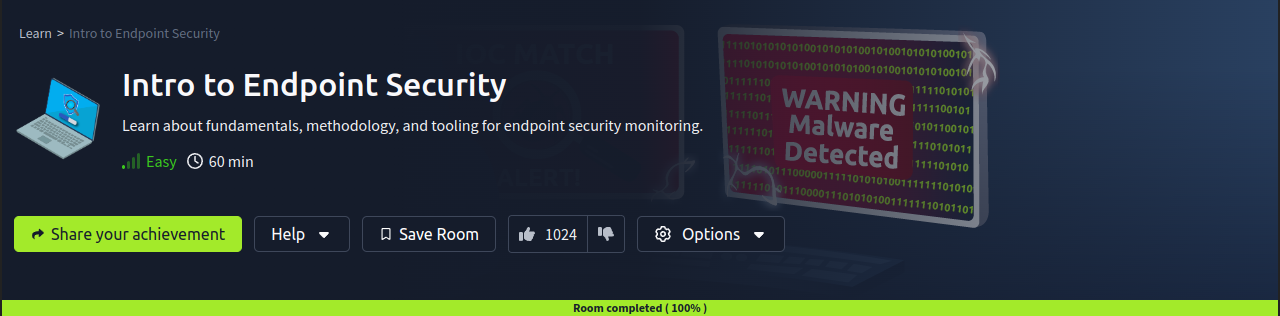 Learn > Intro to Endpoint Security
IOC MATCH
Intro to Endpoint Security
Learn about fundamentals, methodology, and tooling for endpoint security monitoring.
Easy 60 min
ALERT!
WARNING
Malware
Detected
Share your achievement Help Save Room 1024 Options
Room completed ( 100% )